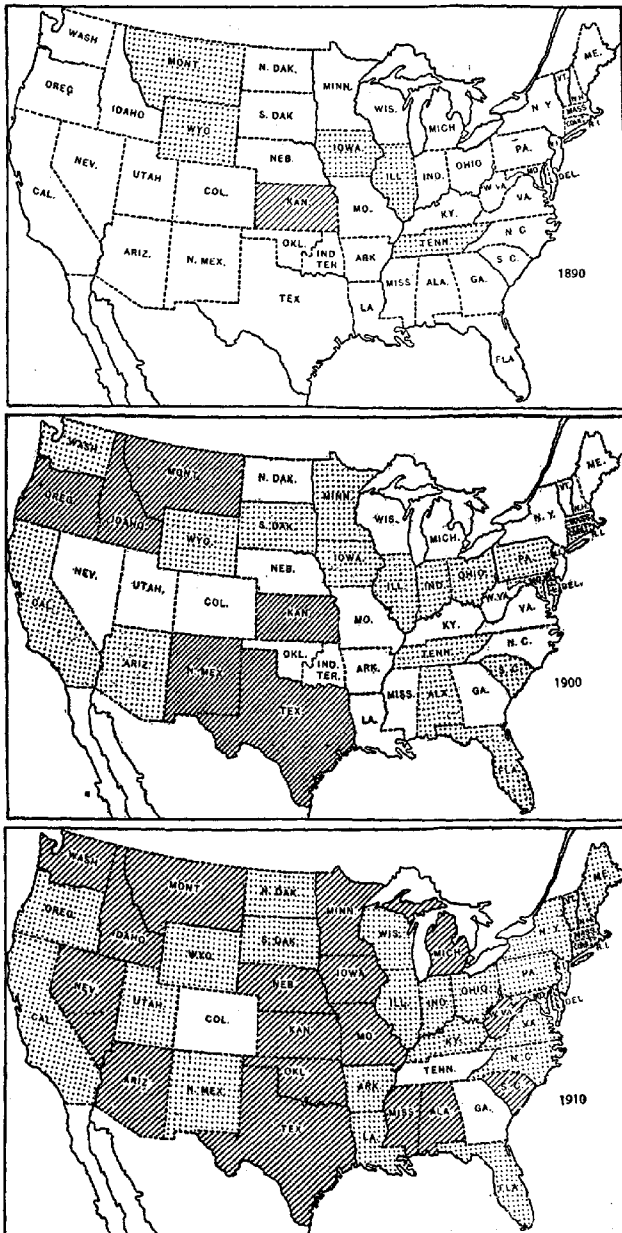 WASH
MONT.
N. DAK.
MINN.
ME.
OREG
IDAHO
WYO
S. DAK
WIS.
MICH
N Y
VT.
MASS
CONN.
R I
NEV.
UTAH
COL.
NEB.
IOWA
ILL
IND.
OHIO
PA.
MD
DEL.
CAL.
KAN.
MO.
KY.
W VA.
VA.
ARIZ.
N. MEX.
OKL.
IND
TER
ARK
TENN.
N C
S C.
TEX
LA
MISS
ALA.
GA.
FLA
1890
WASH.
MONT.
N. DAK.
MINN.
ME.
OREG.
IDAHO
WYO.
S. DAK.
WIS.
MICH.
N. Y.
VT.
NEV.
UTAH.
COL.
NEB.
IOWA
ILL.
IND.
OHIO.
PA.
DEL.
CAL.
KAN.
MO.
KY.
W.VA.
VA.
ARIZ
N. MEX.
OKL.
IND.
TER.
ARK.
TENN.
N. C.
S. C.
TEX.
LA.
MISS.
ALA.
GA.
FLA.
1900
WASH.
MONT.
N. DAK.
MINN.
ME.
OREG.
IDAHO
WYO.
S. DAK.
WIS.
MICH.
N. Y.
VT.
MASS.
R.I.
NEV.
UTAH.
COL.
NEB.
IOWA
ILL.
IND.
OHIO
PA.
DEL
CAL.
KAN.
MO.
KY.
VA.
ARIZ.
N. MEX.
OKL.
ARK.
TENN.
N. C.
S. C.
TEX.
LA.
MISS.
ALA.
GA.
FLA
1910